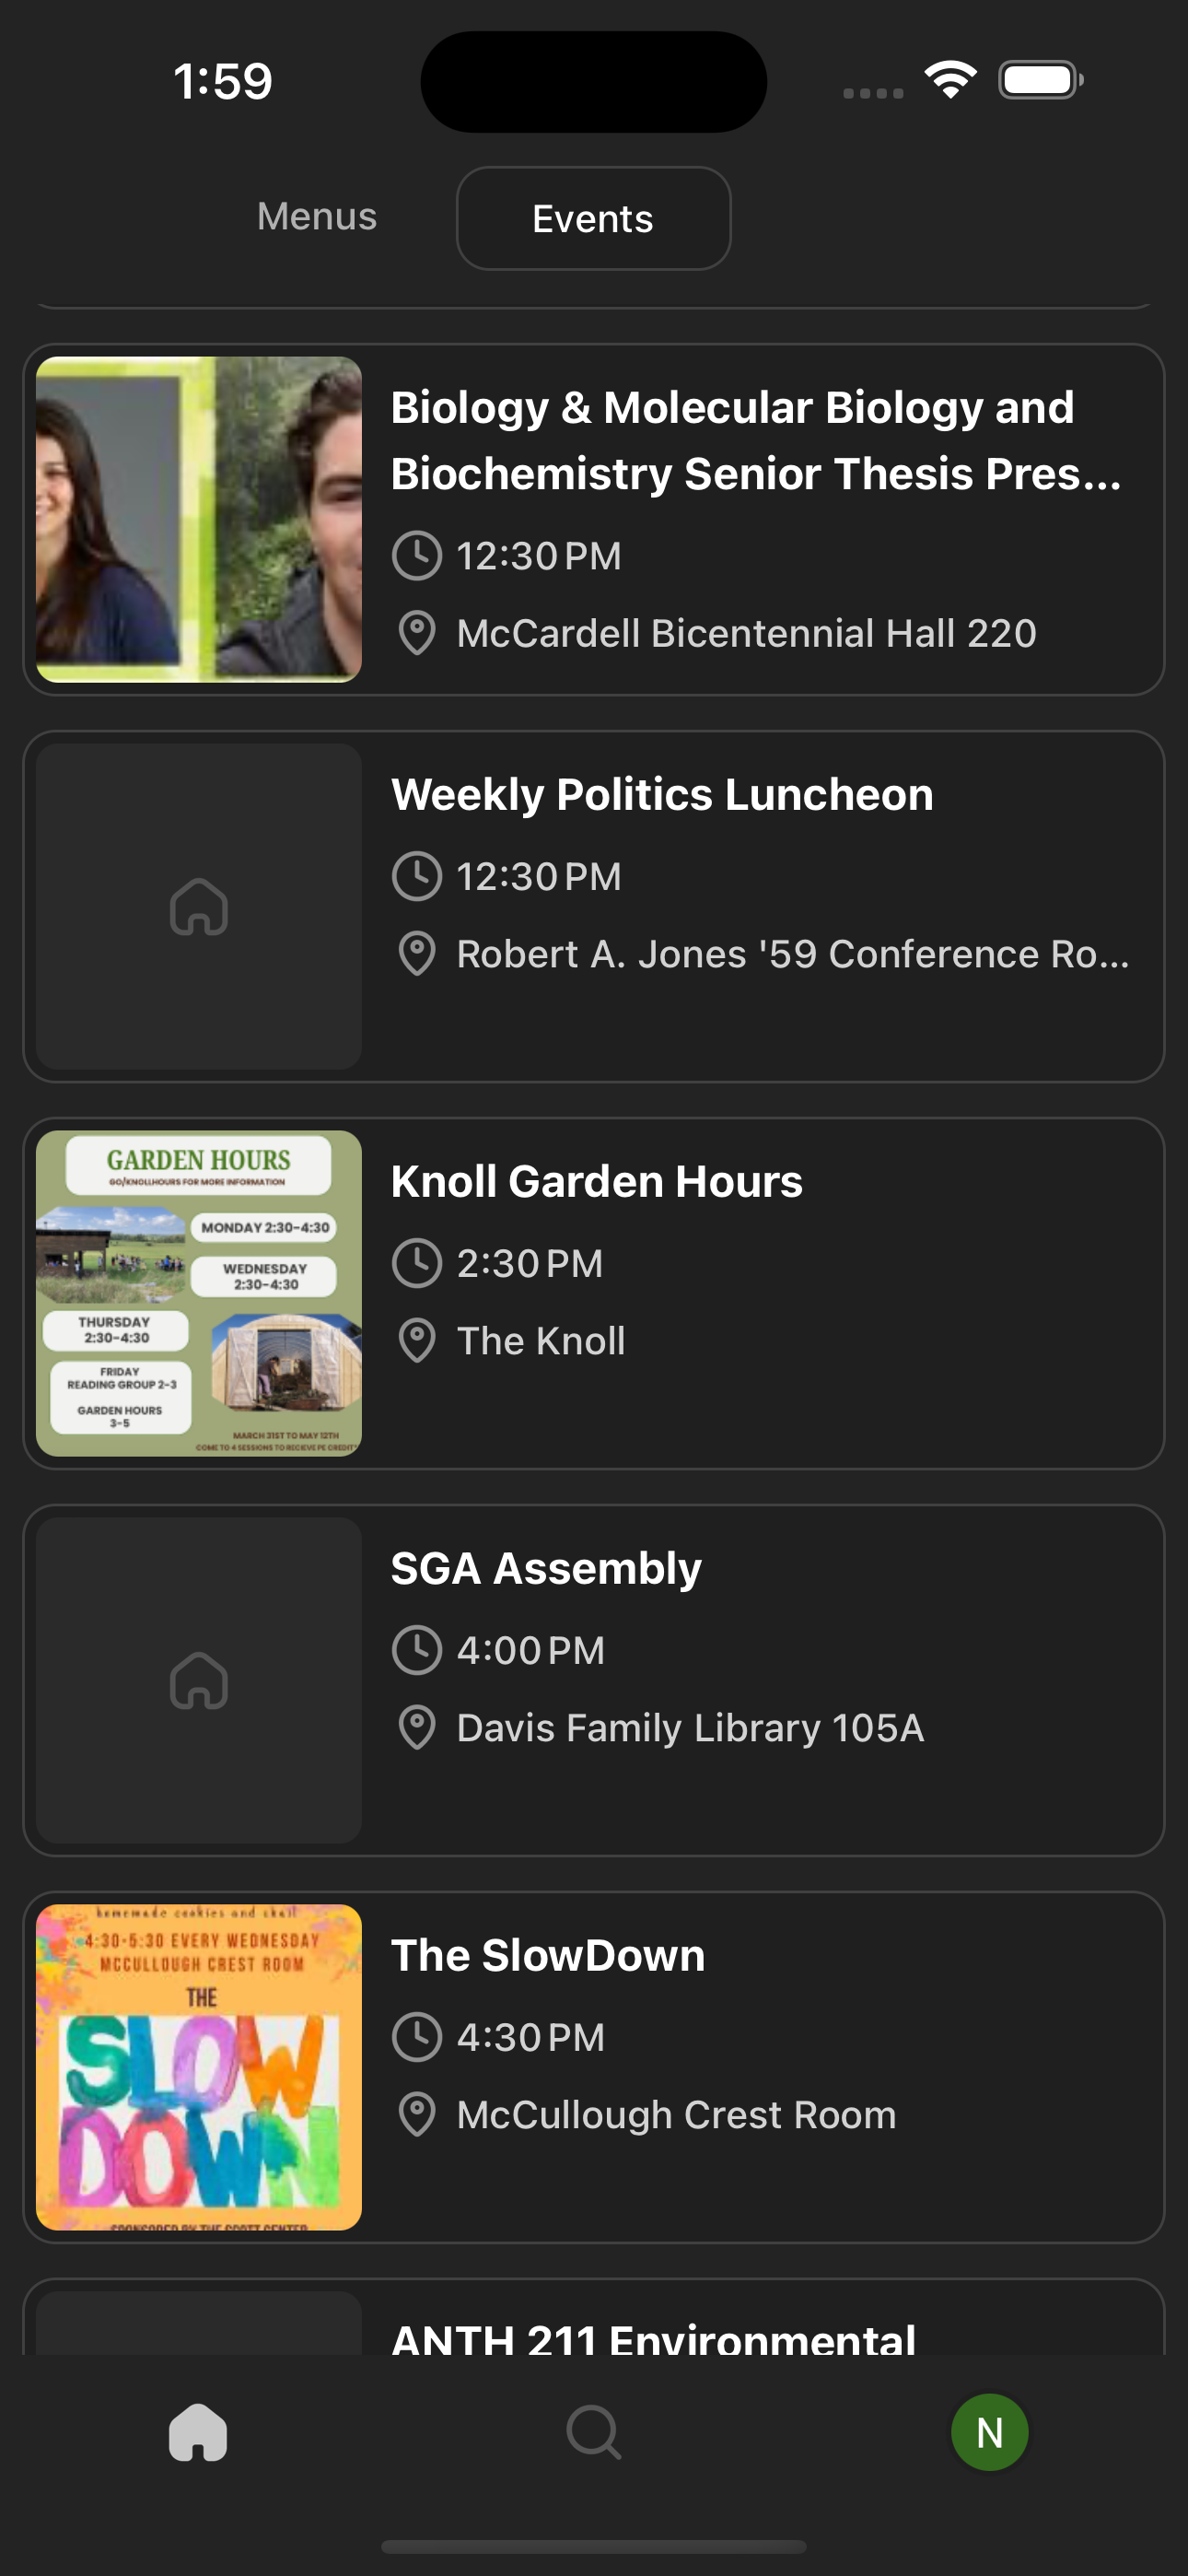 1:59
Menus
Events
Biology & Molecular Biology and
Biochemistry Senior Thesis Pres...
12:30 PM
McCardell Bicentennial Hall 220
Weekly Politics Luncheon
12:30 PM
Robert A. Jones '59 Conference Ro...
GARDEN HOURS
GO/KNOLLHOURS FOR MORE INFORMATION
MONDAY 2:30-4:30
WEDNESDAY
2:30-4:30
THURSDAY
2:30-4:30
FRIDAY
READING GROUP 2-3
GARDEN HOURS
3-5
MARCH 31ST TO MAY 12TH
COME TO 4 SESSIONS TO RECIEVE PE CREDIT*
Knoll Garden Hours
2:30 PM
The Knoll
SGA Assembly
4:00 PM
Davis Family Library 105A
homemade cookies and chall
4:30-5:30 EVERY WEDNESDAY
MCCULLOUGH CREST ROOM
THE
SLOW
DOWN
SPONSORED BY THE SCOTT CENTER
The SlowDown
4:30 PM
McCullough Crest Room
ANTH 211 Environmental
N